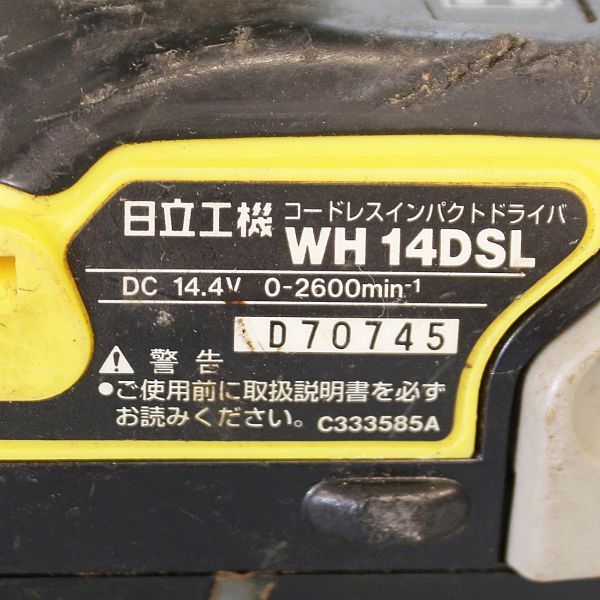 日立工機 コードレスインパクトドライバ
WH 14DSL
DC 14.4V 0-2600min⁻¹
D70745
⚠ 警告
●ご使用前に取扱説明書を必ず
お読みください。 C333585A